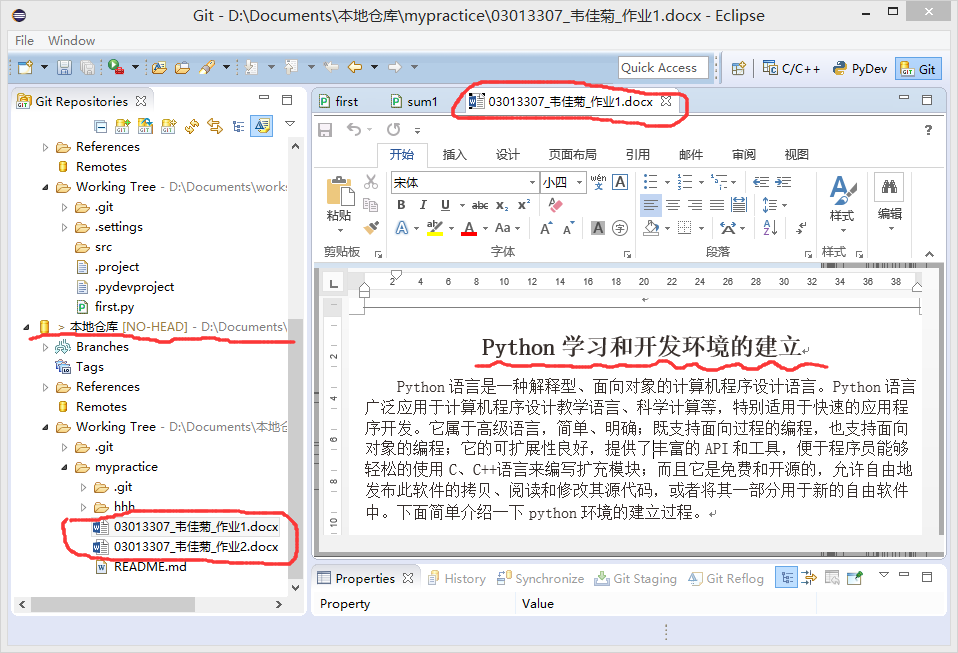 Git - D:\Documents\本地仓库\mypractice\03013307_韦佳菊_作业1.docx - Eclipse
File Window
Quick Access
C/C++ PyDev Git
Git Repositories
References
Remotes
Working Tree - D:\Documents\works
.git
.settings
src
.project
.pydevproject
first.py
> 本地仓库 [NO-HEAD] - D:\Documents\
Branches
Tags
References
Remotes
Working Tree - D:\Documents\本地仓
.git
mypractice
.git
hhh
03013307_韦佳菊_作业1.docx
03013307_韦佳菊_作业2.docx
README.md
first sum1 03013307_韦佳菊_作业1.docx
?
开始 插入 设计 页面布局 引用 邮件 审阅 视图
宋体 小四 wén A
粘贴 B I U abc x₂ x² 样式 编辑
A ab A Aa A A A 字
剪贴板 字体 段落 样式
L 2 4 6 8 10 12 14 16 18 20 22 24 26 28 30 32 34 36 38
2 4 6 8 10
Python 学习和开发环境的建立
Python 语言是一种解释型、面向对象的计算机程序设计语言。Python 语言
广泛应用于计算机程序设计教学语言、科学计算等，特别适用于快速的应用程
序开发。它属于高级语言，简单、明确；既支持面向过程的编程，也支持面向
对象的编程；它的可扩展性良好，提供了丰富的 API 和工具，便于程序员能够
轻松的使用 C、C++语言来编写扩充模块；而且它是免费和开源的，允许自由地
发布此软件的拷贝、阅读和修改其源代码，或者将其一部分用于新的自由软件
中。下面简单介绍一下 python 环境的建立过程。
Properties History Synchronize Git Staging Git Reflog
Property Value